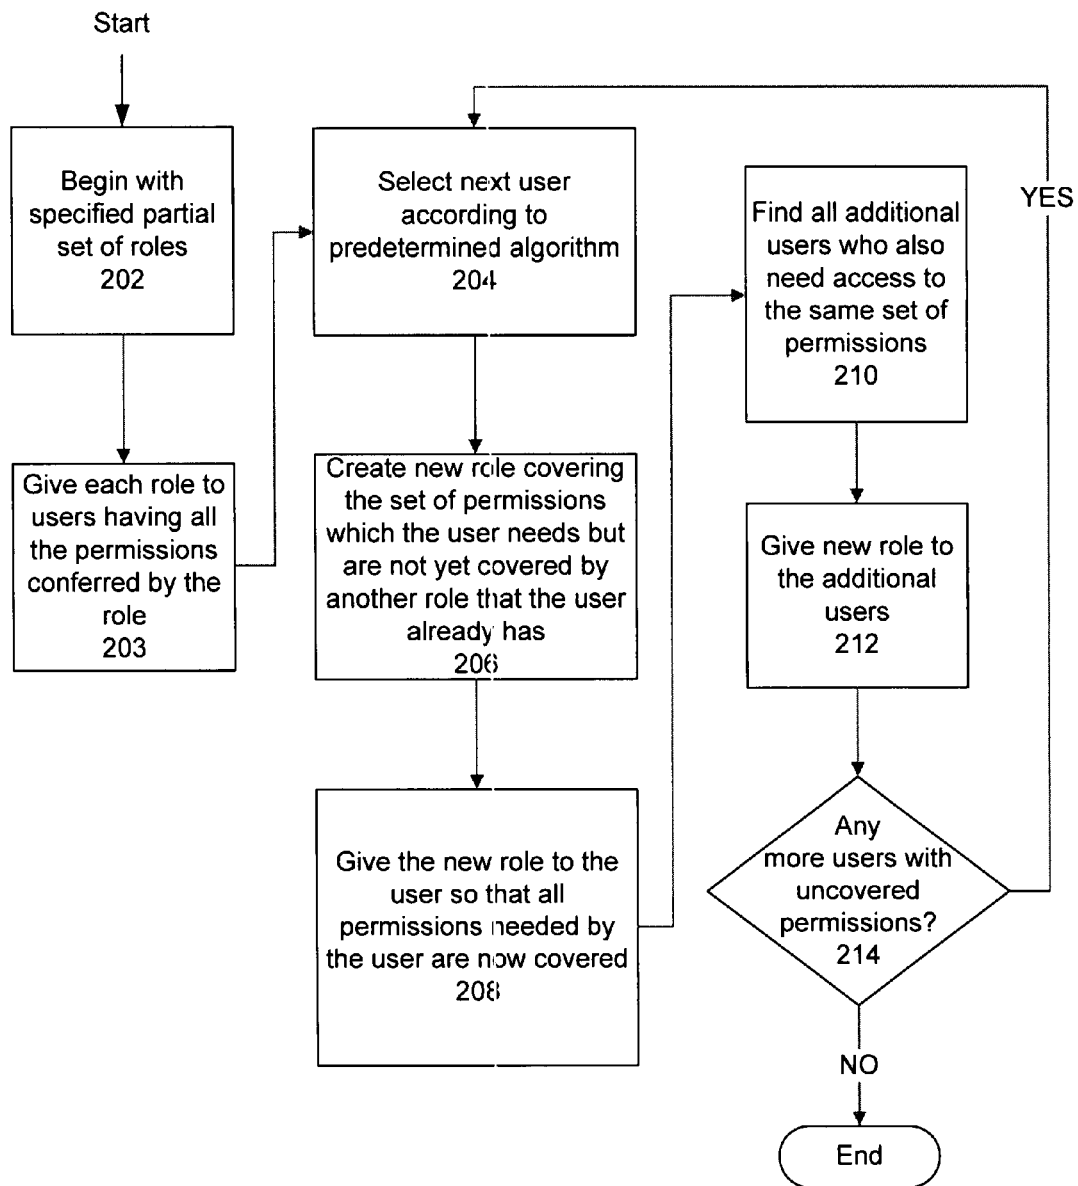 Start
Begin with
specified partial
set of roles
202
Give each role to
users having all
the permissions
conferred by the
role
203
Select next user
according to
predetermined algorithm
204
Create new role covering
the set of permissions
which the user needs but
are not yet covered by
another role that the user
already has
206
Give the new role to the
user so that all
permissions needed by
the user are now covered
208
Find all additional
users who also
need access to
the same set of
permissions
210
Give new role to
the additional
users
212
Any
more users with
uncovered
permissions?
214
YES
NO
End